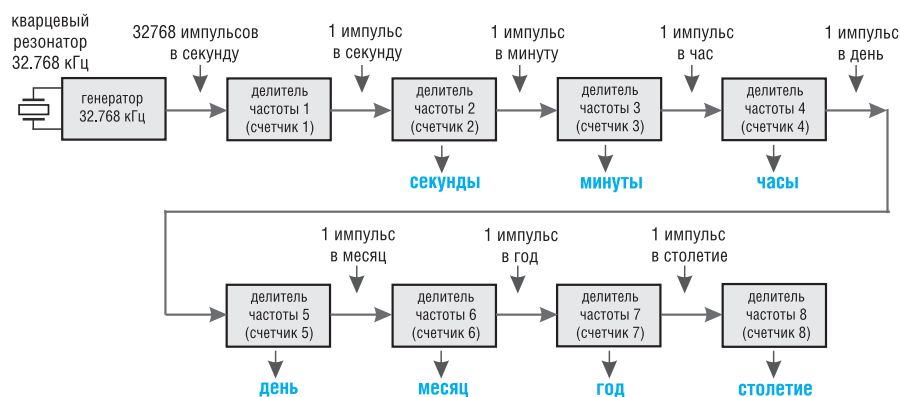 кварцевый
резонатор
32.768 кГц
32768 импульсов
в секунду
1 импульс
в секунду
1 импульс
в минуту
1 импульс
в час
1 импульс
в день
генератор
32.768 кГц
делитель
частоты 1
(счетчик 1)
делитель
частоты 2
(счетчик 2)
делитель
частоты 3
(счетчик 3)
делитель
частоты 4
(счетчик 4)
секунды
минуты
часы
1 импульс
в месяц
1 импульс
в год
1 импульс
в столетие
делитель
частоты 5
(счетчик 5)
делитель
частоты 6
(счетчик 6)
делитель
частоты 7
(счетчик 7)
делитель
частоты 8
(счетчик 8)
день
месяц
год
столетие